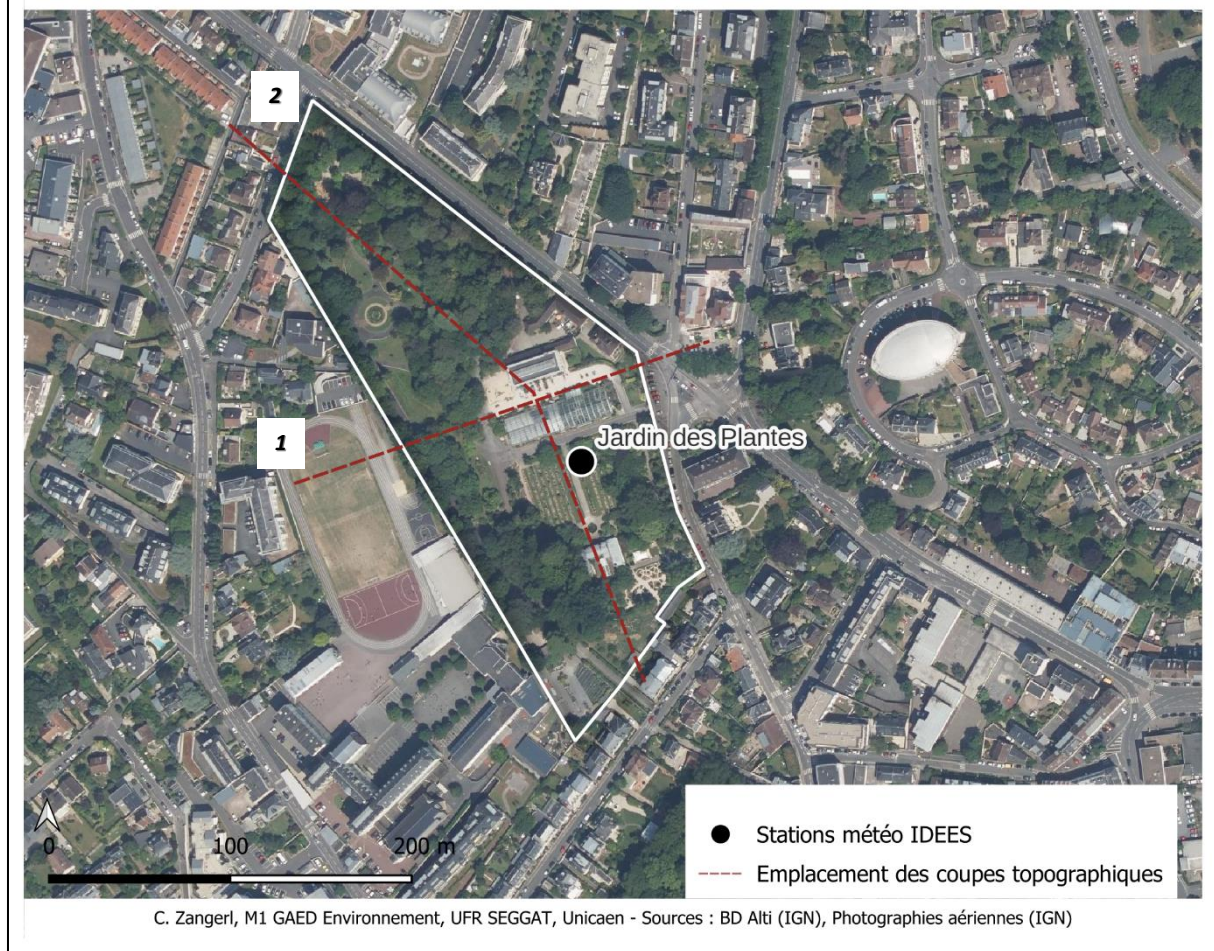 2
1
Jardin des Plantes
0 100 200 m
Stations météo IDEES
Emplacement des coupes topographiques
C. Zangerl, M1 GAED Environnement, UFR SEGGAT, Unicaen - Sources : BD Alti (IGN), Photographies aériennes (IGN)